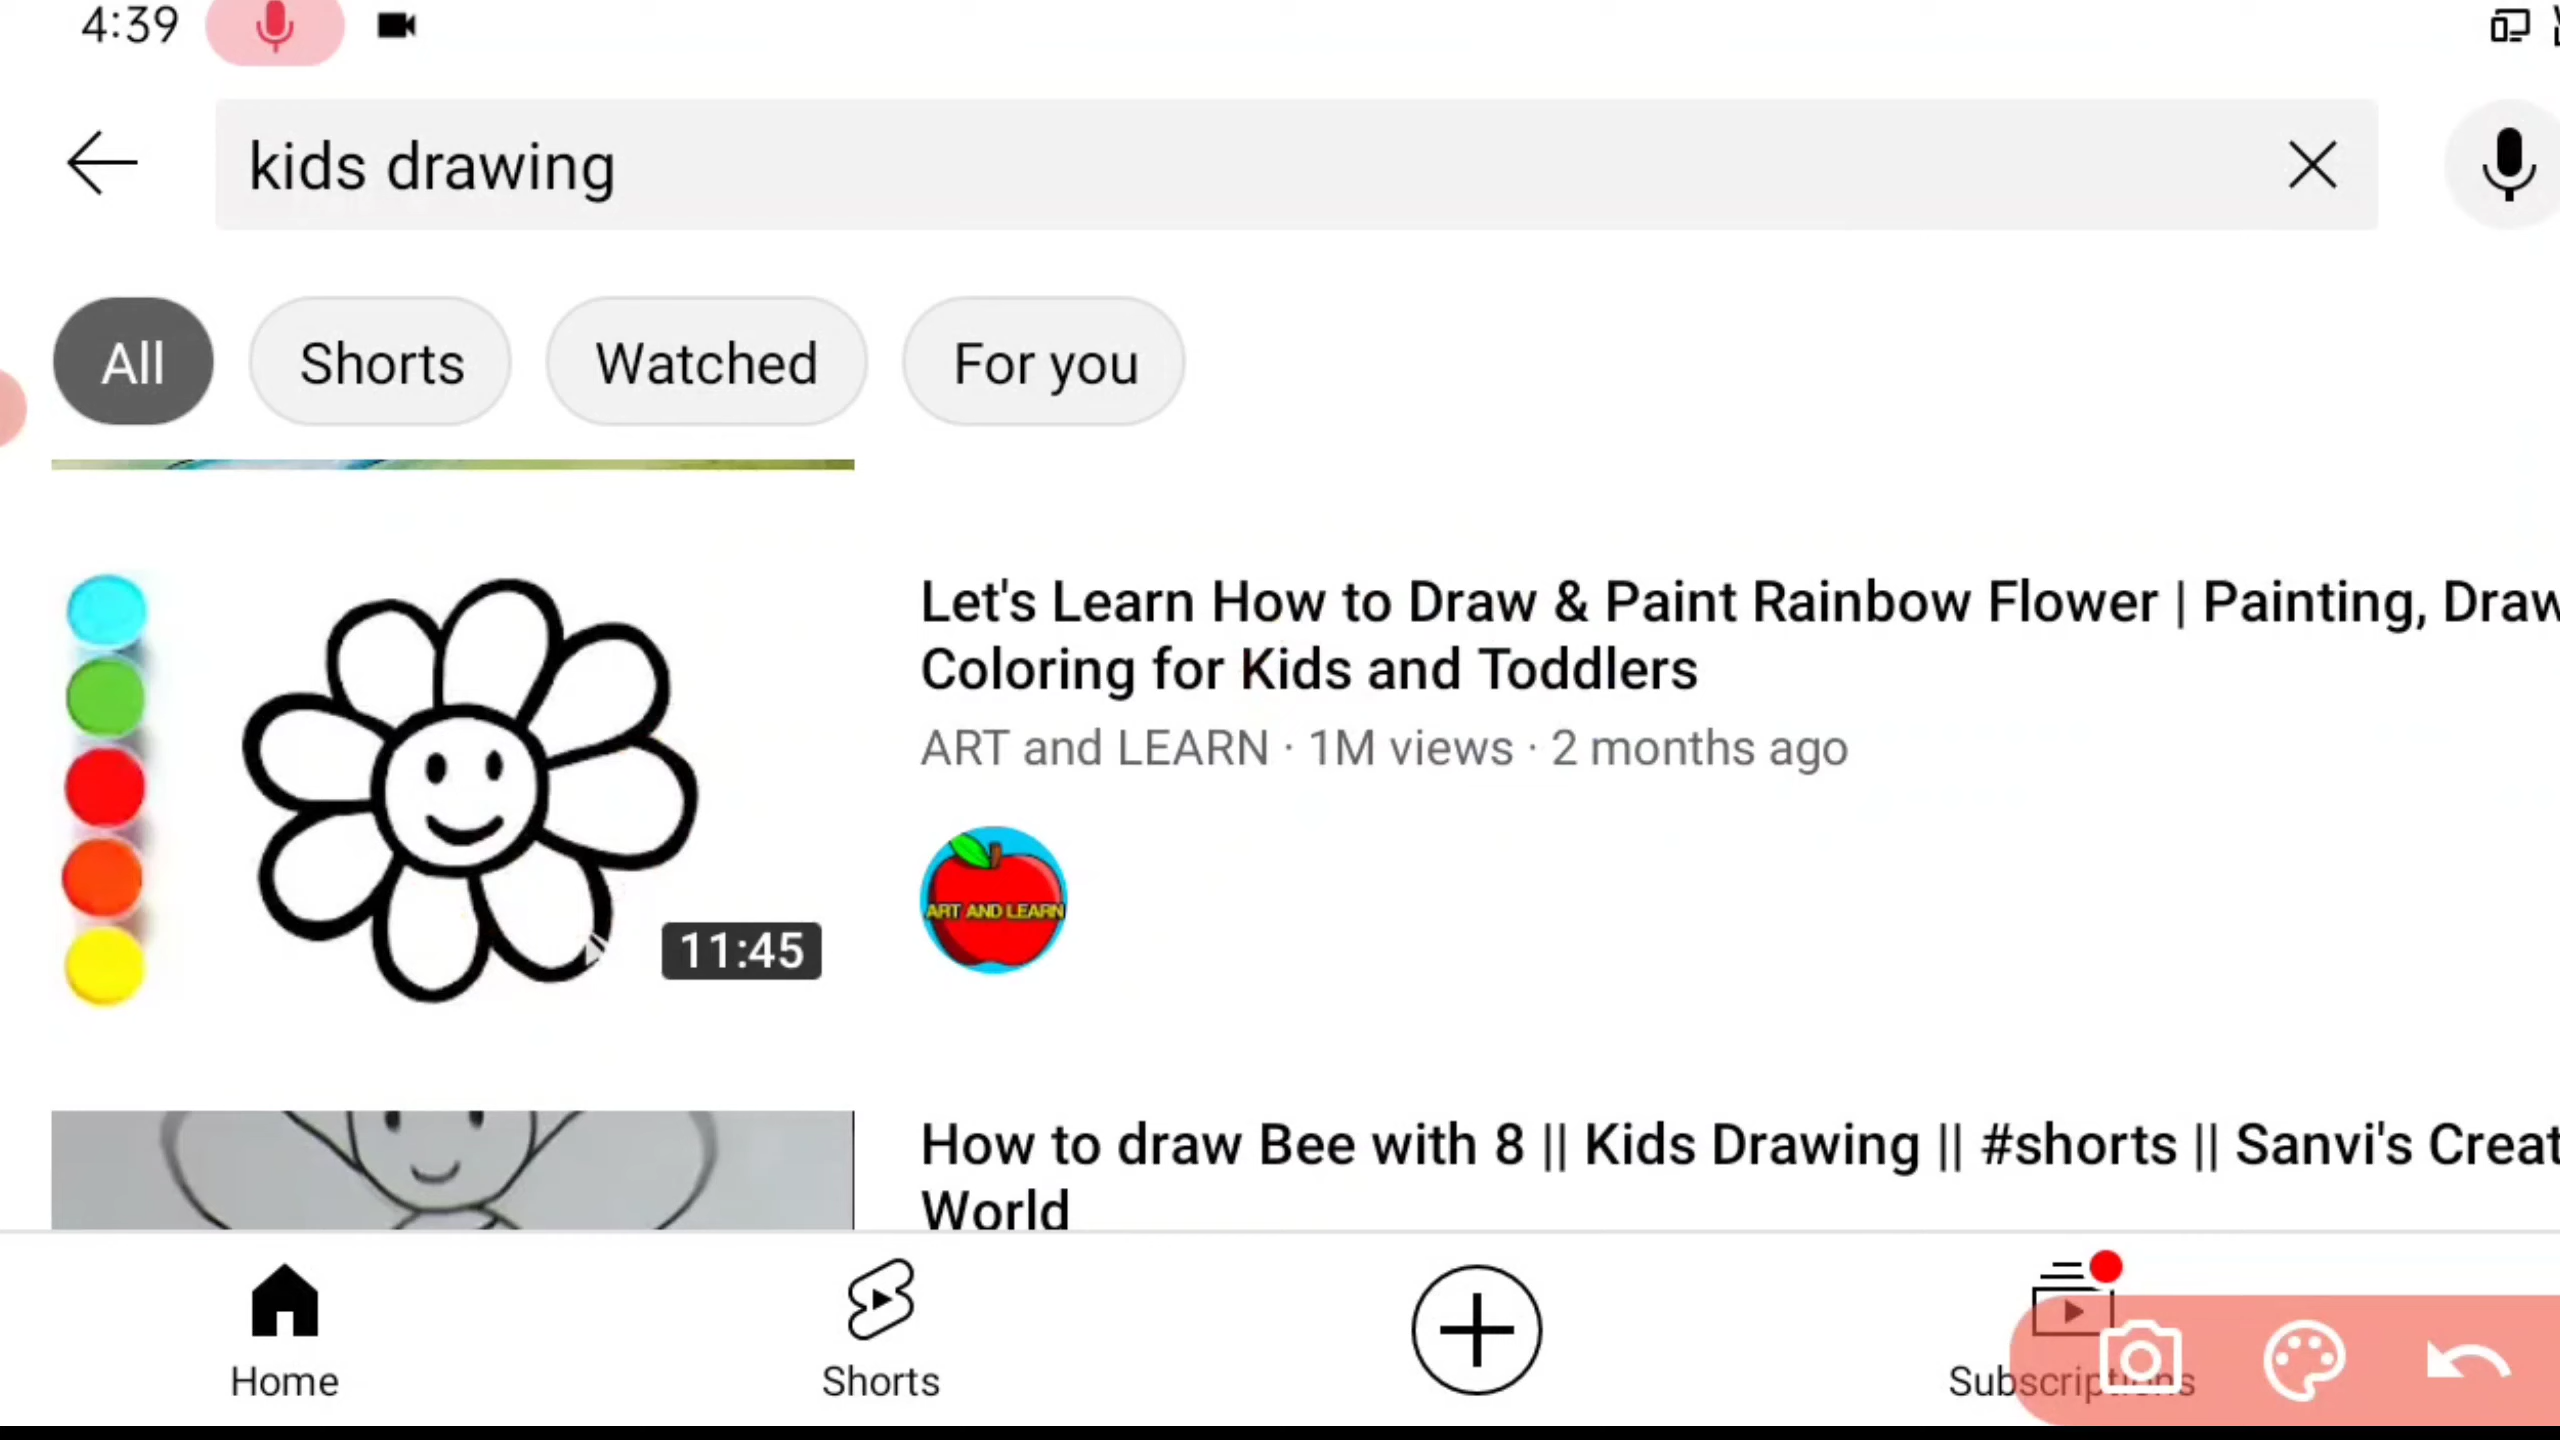 4:39
kids drawing
All
Shorts
Watched
For you
Let's Learn How to Draw & Paint Rainbow Flower | Painting, Draw
Coloring for Kids and Toddlers
ART and LEARN · 1M views · 2 months ago
11:45
ART AND LEARN
How to draw Bee with 8 || Kids Drawing || #shorts || Sanvi's Creat
World
Home
Shorts
Subscriptions